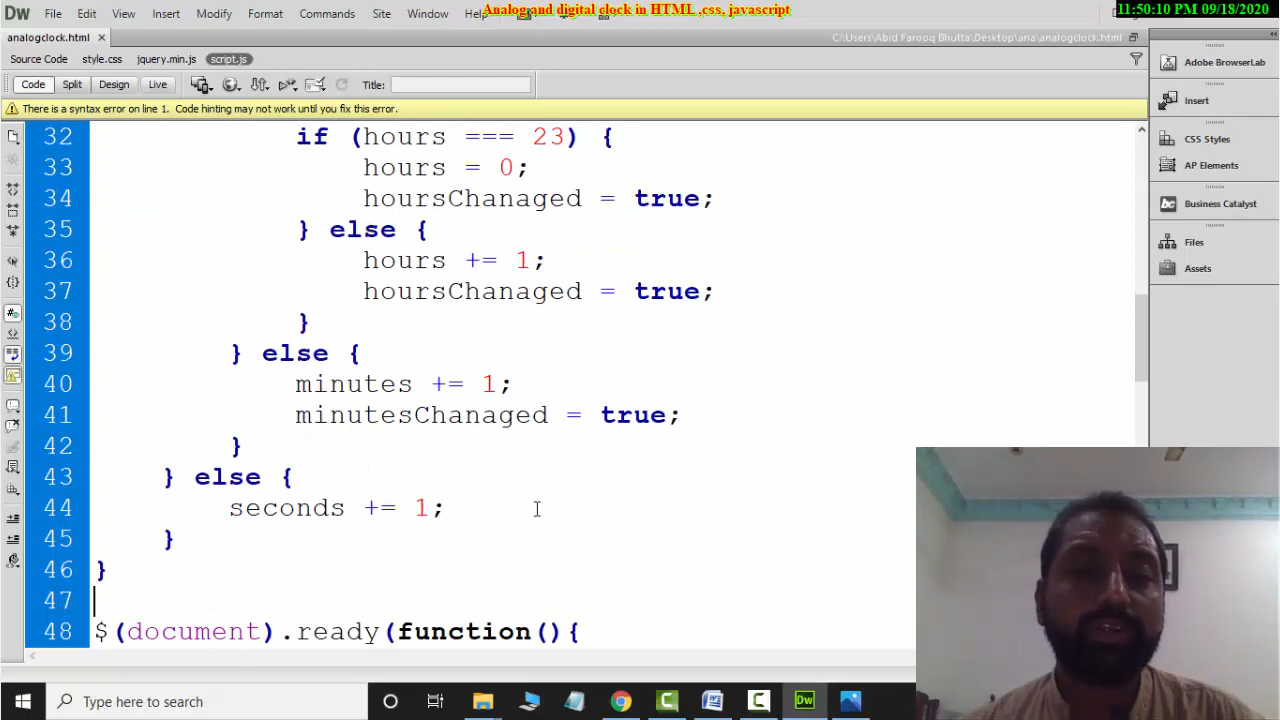 Dw File Edit View Insert Modify Format Commands Site Window Help
Analog and digital clock in HTML ,css, javascript
11:50:10 PM 09/18/2020
analogclock.html
C:\Users\Abid Farooq Bhutta\Desktop\ana\analogclock.html
Source Code style.css jquery.min.js script.js
Code Split Design Live Title:
There is a syntax error on line 1. Code hinting may not work until you fix this error.
32 if (hours === 23) {
33 hours = 0;
34 hoursChanaged = true;
35 } else {
36 hours += 1;
37 hoursChanaged = true;
38 }
39 } else {
40 minutes += 1;
41 minutesChanaged = true;
42 }
43 } else {
44 seconds += 1;
45 }
46 }
47
48 $(document).ready(function(){
Adobe BrowserLab
Insert
CSS Styles
AP Elements
Business Catalyst
Files
Assets
Type here to search